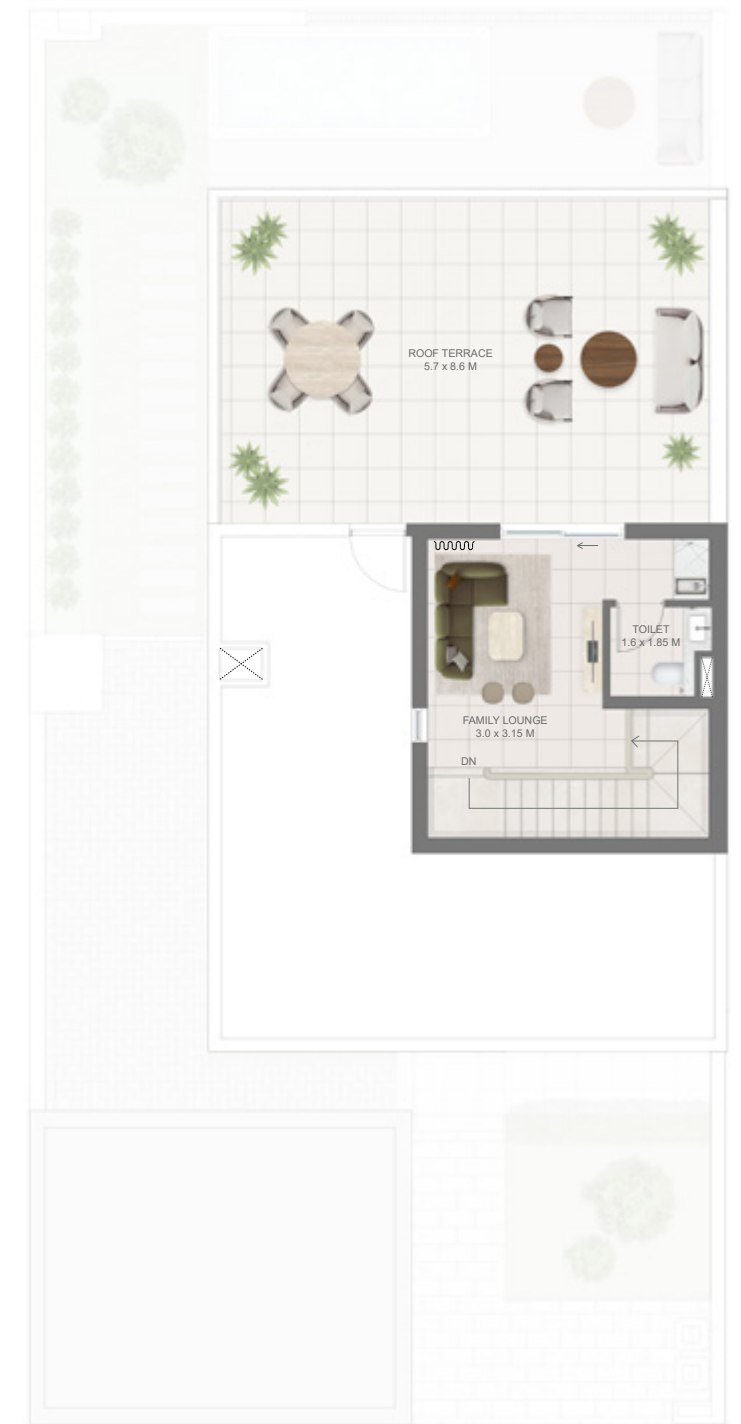 ROOF TERRACE
5.7 x 8.6 M
TOILET
1.6 x 1.85 M
FAMILY LOUNGE
3.0 x 3.15 M
DN